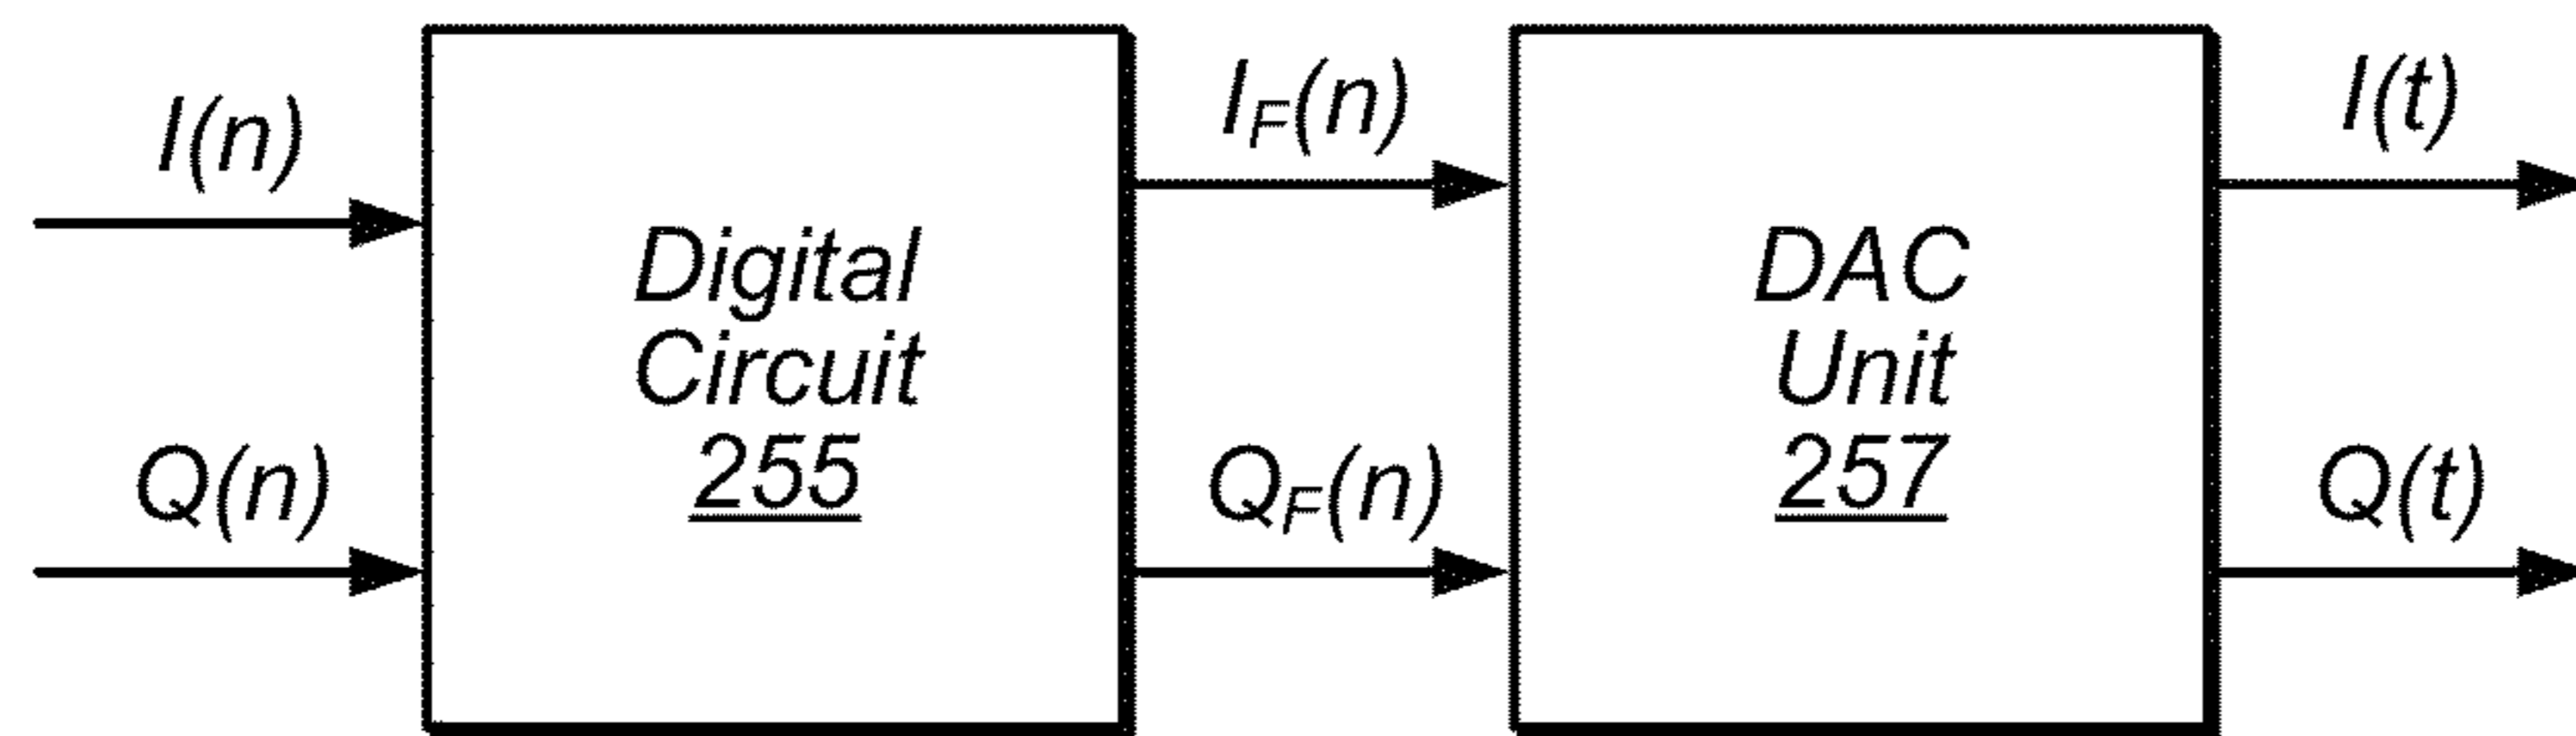 I(n)
Q(n)
Digital
Circuit
255
I_F(n)
Q_F(n)
DAC
Unit
257
I(t)
Q(t)